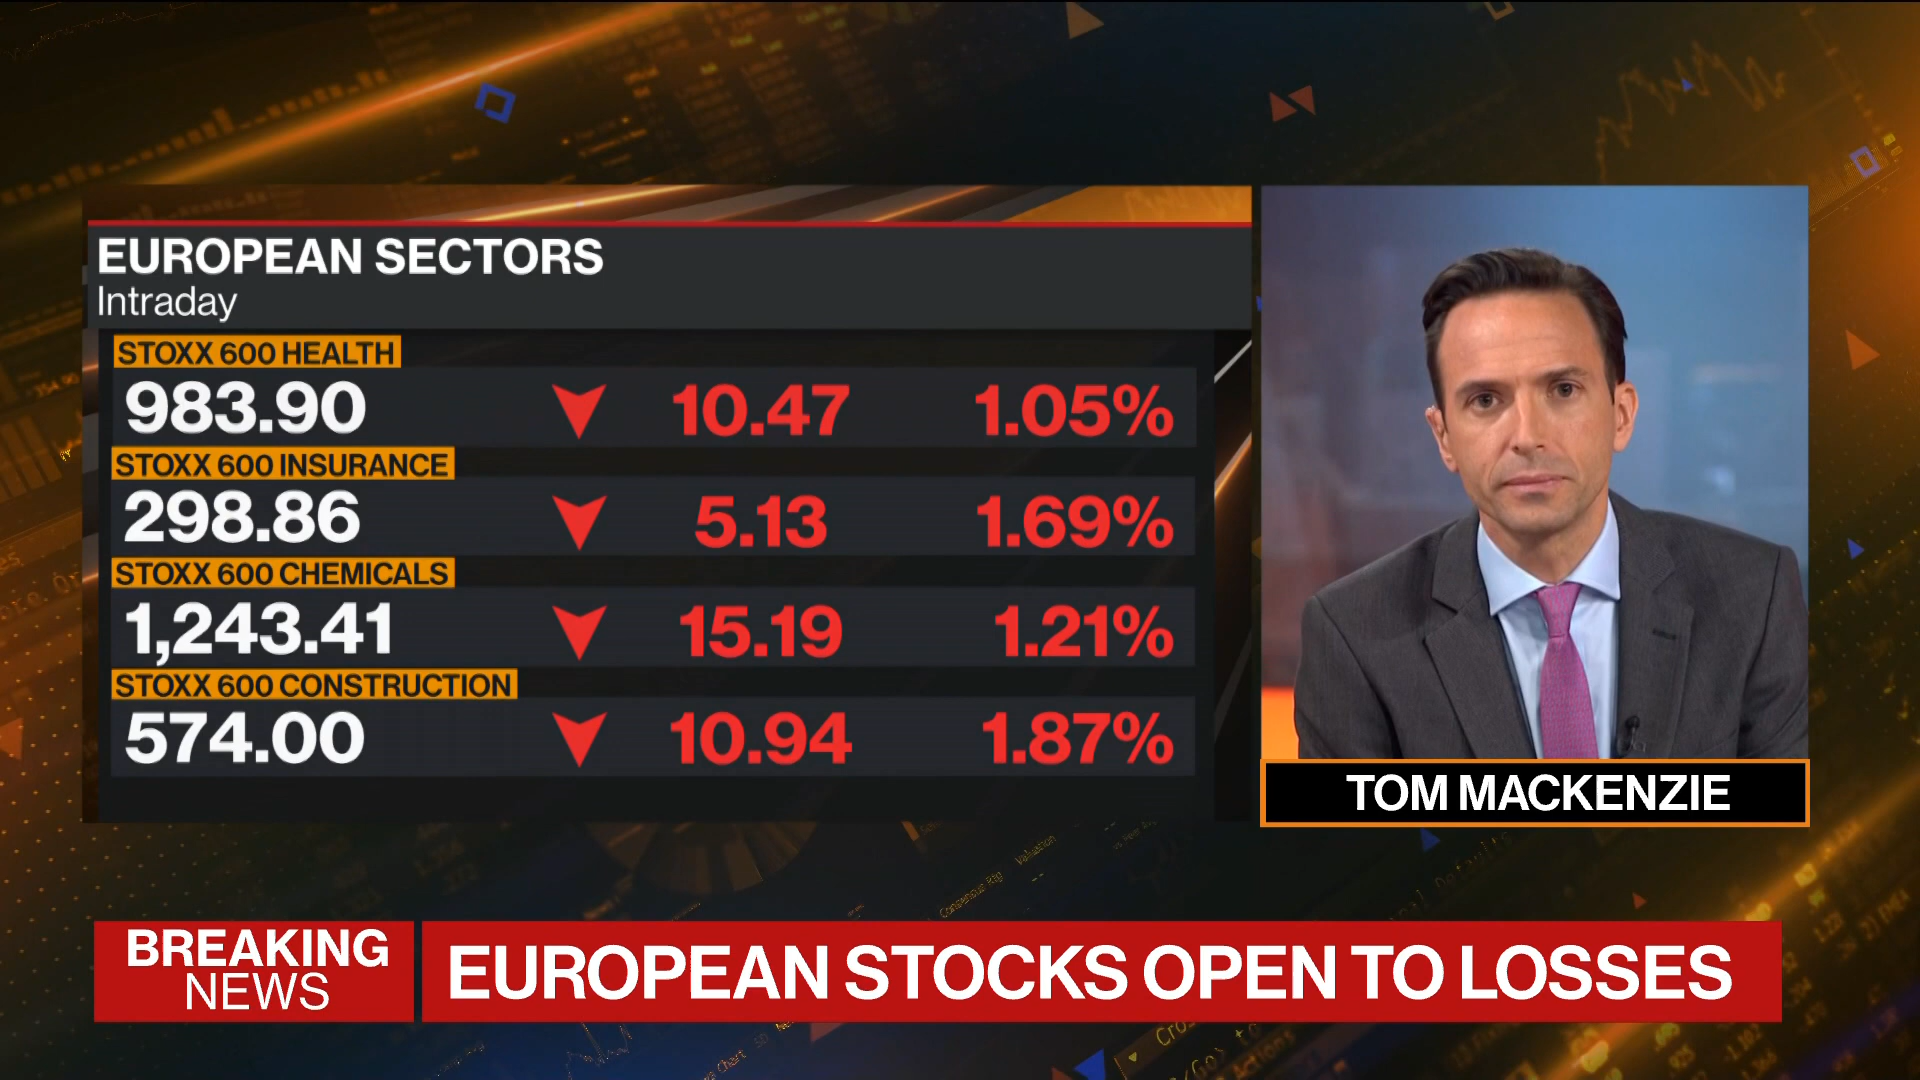 EUROPEAN SECTORS
Intraday
STOXX 600 HEALTH
983.90 10.47 1.05%
STOXX 600 INSURANCE
298.86 5.13 1.69%
STOXX 600 CHEMICALS
1,243.41 15.19 1.21%
STOXX 600 CONSTRUCTION
574.00 10.94 1.87%
TOM MACKENZIE
BREAKING
NEWS
EUROPEAN STOCKS OPEN TO LOSSES
Valuation